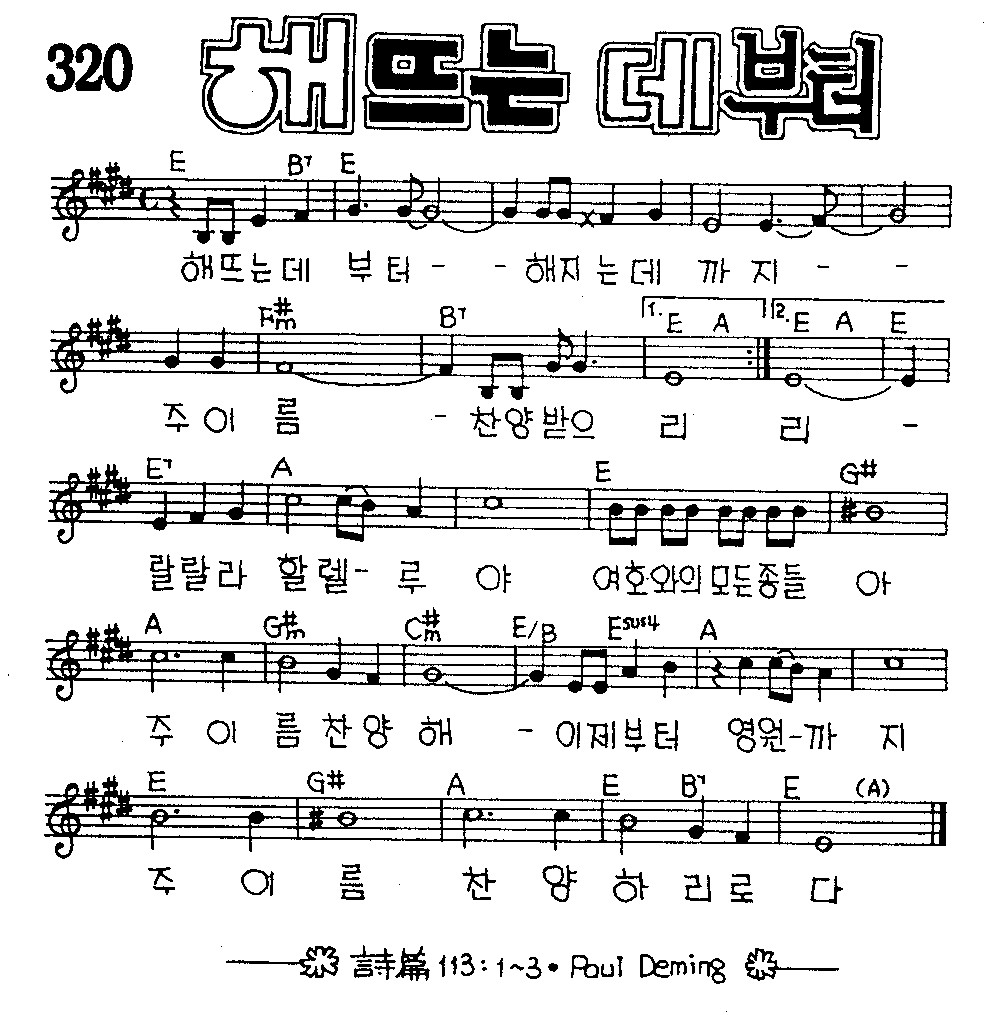 320 해뜨는 데부터
E B7 E
해뜨는데 부터 - - 해지는데 까지 - -
F#m B7 1. E A 2. E A E
주이름 - 찬양받으 리 리 -
E7 A E G#
랄랄라 할렐- 루 야 여호와의모든종들 아
A G#m C#m E/B Esus4 A
주 이 름찬양 해 - 이제부터 영원-까 지
E G# A E B7 E (A)
주 이 름 찬 양 하 리로 다
詩篇 113:1~3• Paul Deming